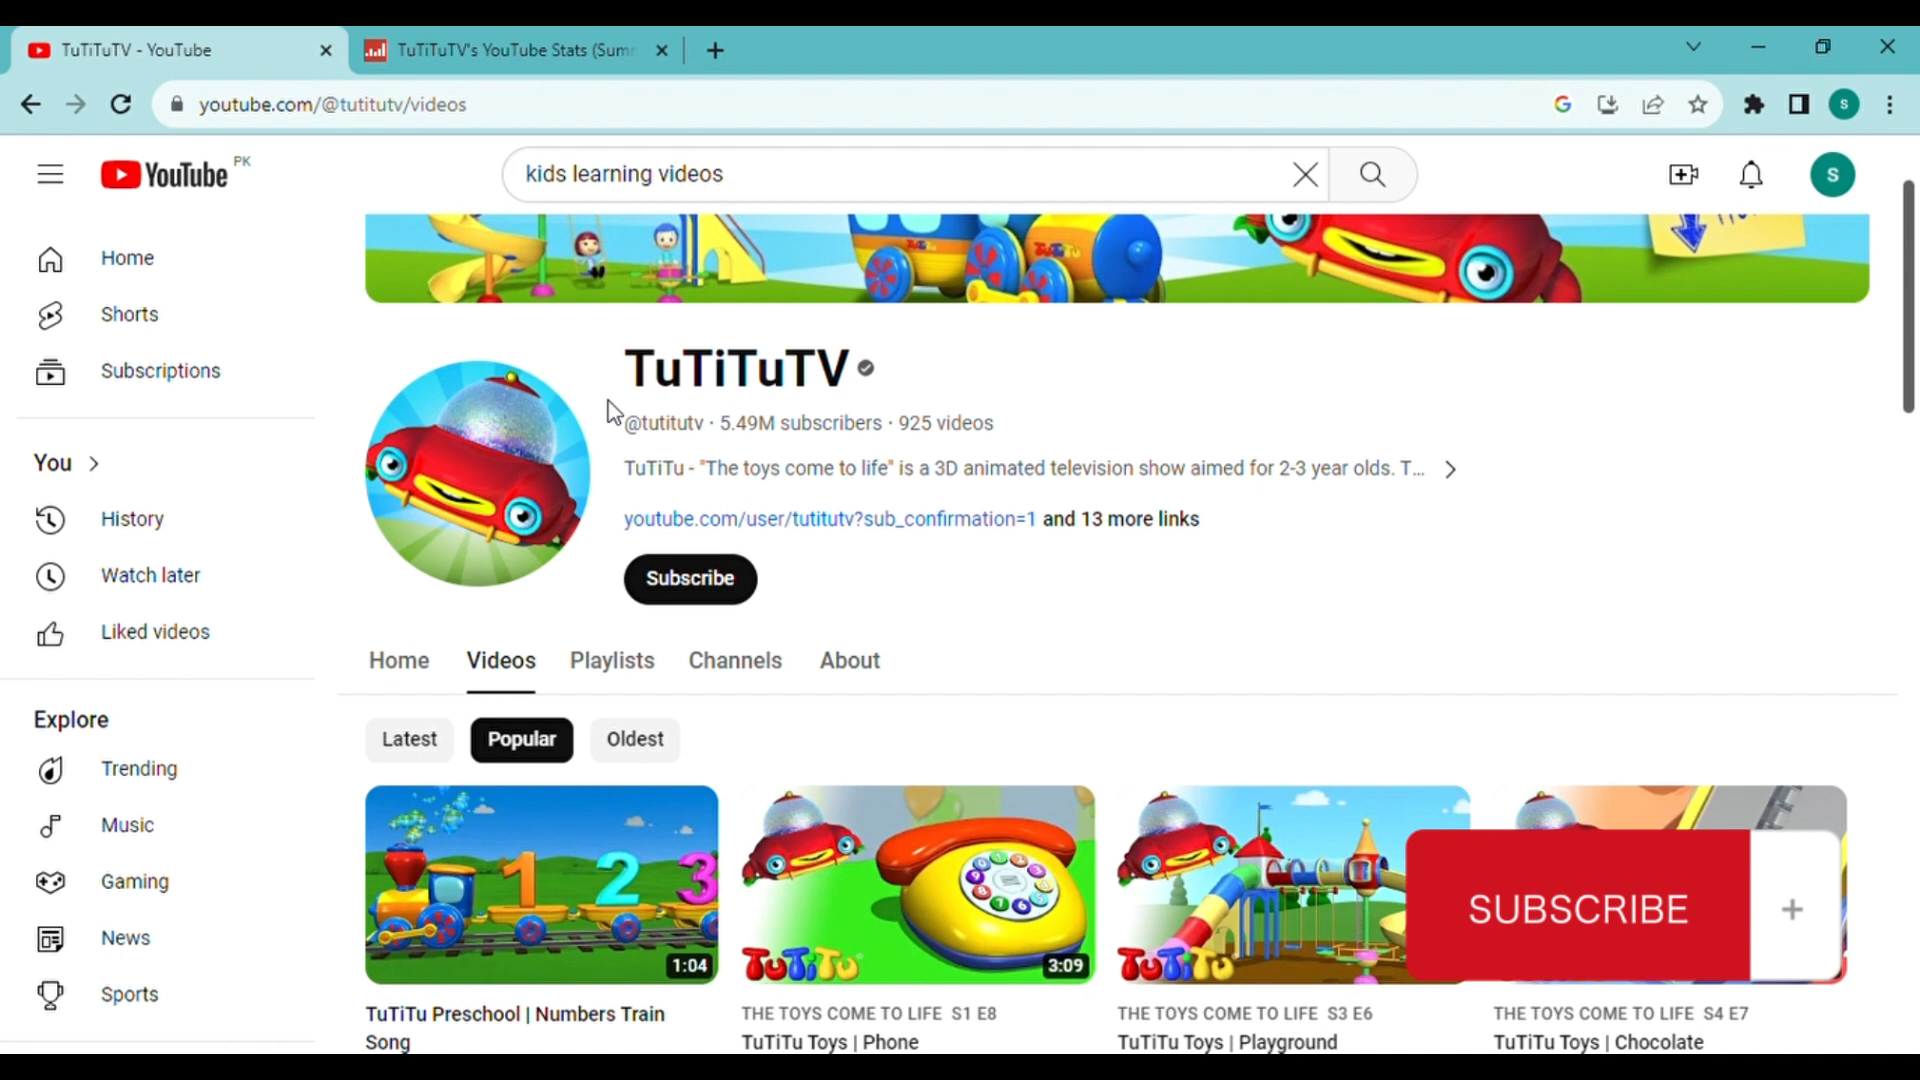 TuTiTuTV - YouTube
TuTiTuTV's YouTube Stats (Sum
youtube.com/@tutitutv/videos
S
YouTube PK
kids learning videos
S
Home
Shorts
Subscriptions
You
History
Watch later
Liked videos
Explore
Trending
Music
Gaming
News
Sports
TuTiTuTV
@tutitutv · 5.49M subscribers · 925 videos
TuTiTu - "The toys come to life" is a 3D animated television show aimed for 2-3 year olds. T...
youtube.com/user/tutitutv?sub_confirmation=1 and 13 more links
Subscribe
Home Videos Playlists Channels About
Latest Popular Oldest
1 2 3
1:04
TuTiTu
3:09
TuTiTu
SUBSCRIBE +
TuTiTu Preschool | Numbers Train
Song
THE TOYS COME TO LIFE S1 E8
TuTiTu Toys | Phone
THE TOYS COME TO LIFE S3 E6
TuTiTu Toys | Playground
THE TOYS COME TO LIFE S4 E7
TuTiTu Toys | Chocolate